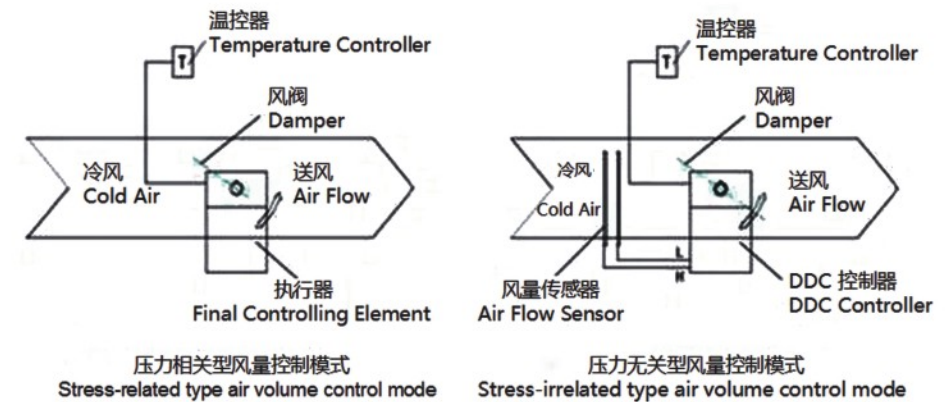 温控器
Temperature Controller
T
风阀
Damper
冷风
Cold Air
送风
Air Flow
执行器
Final Controlling Element
压力相关型风量控制模式
Stress-related type air volume control mode
温控器
Temperature Controller
T
风阀
Damper
冷风
Cold Air
送风
Air Flow
L
H
风量传感器
Air Flow Sensor
DDC 控制器
DDC Controller
压力无关型风量控制模式
Stress-irrelated type air volume control mode